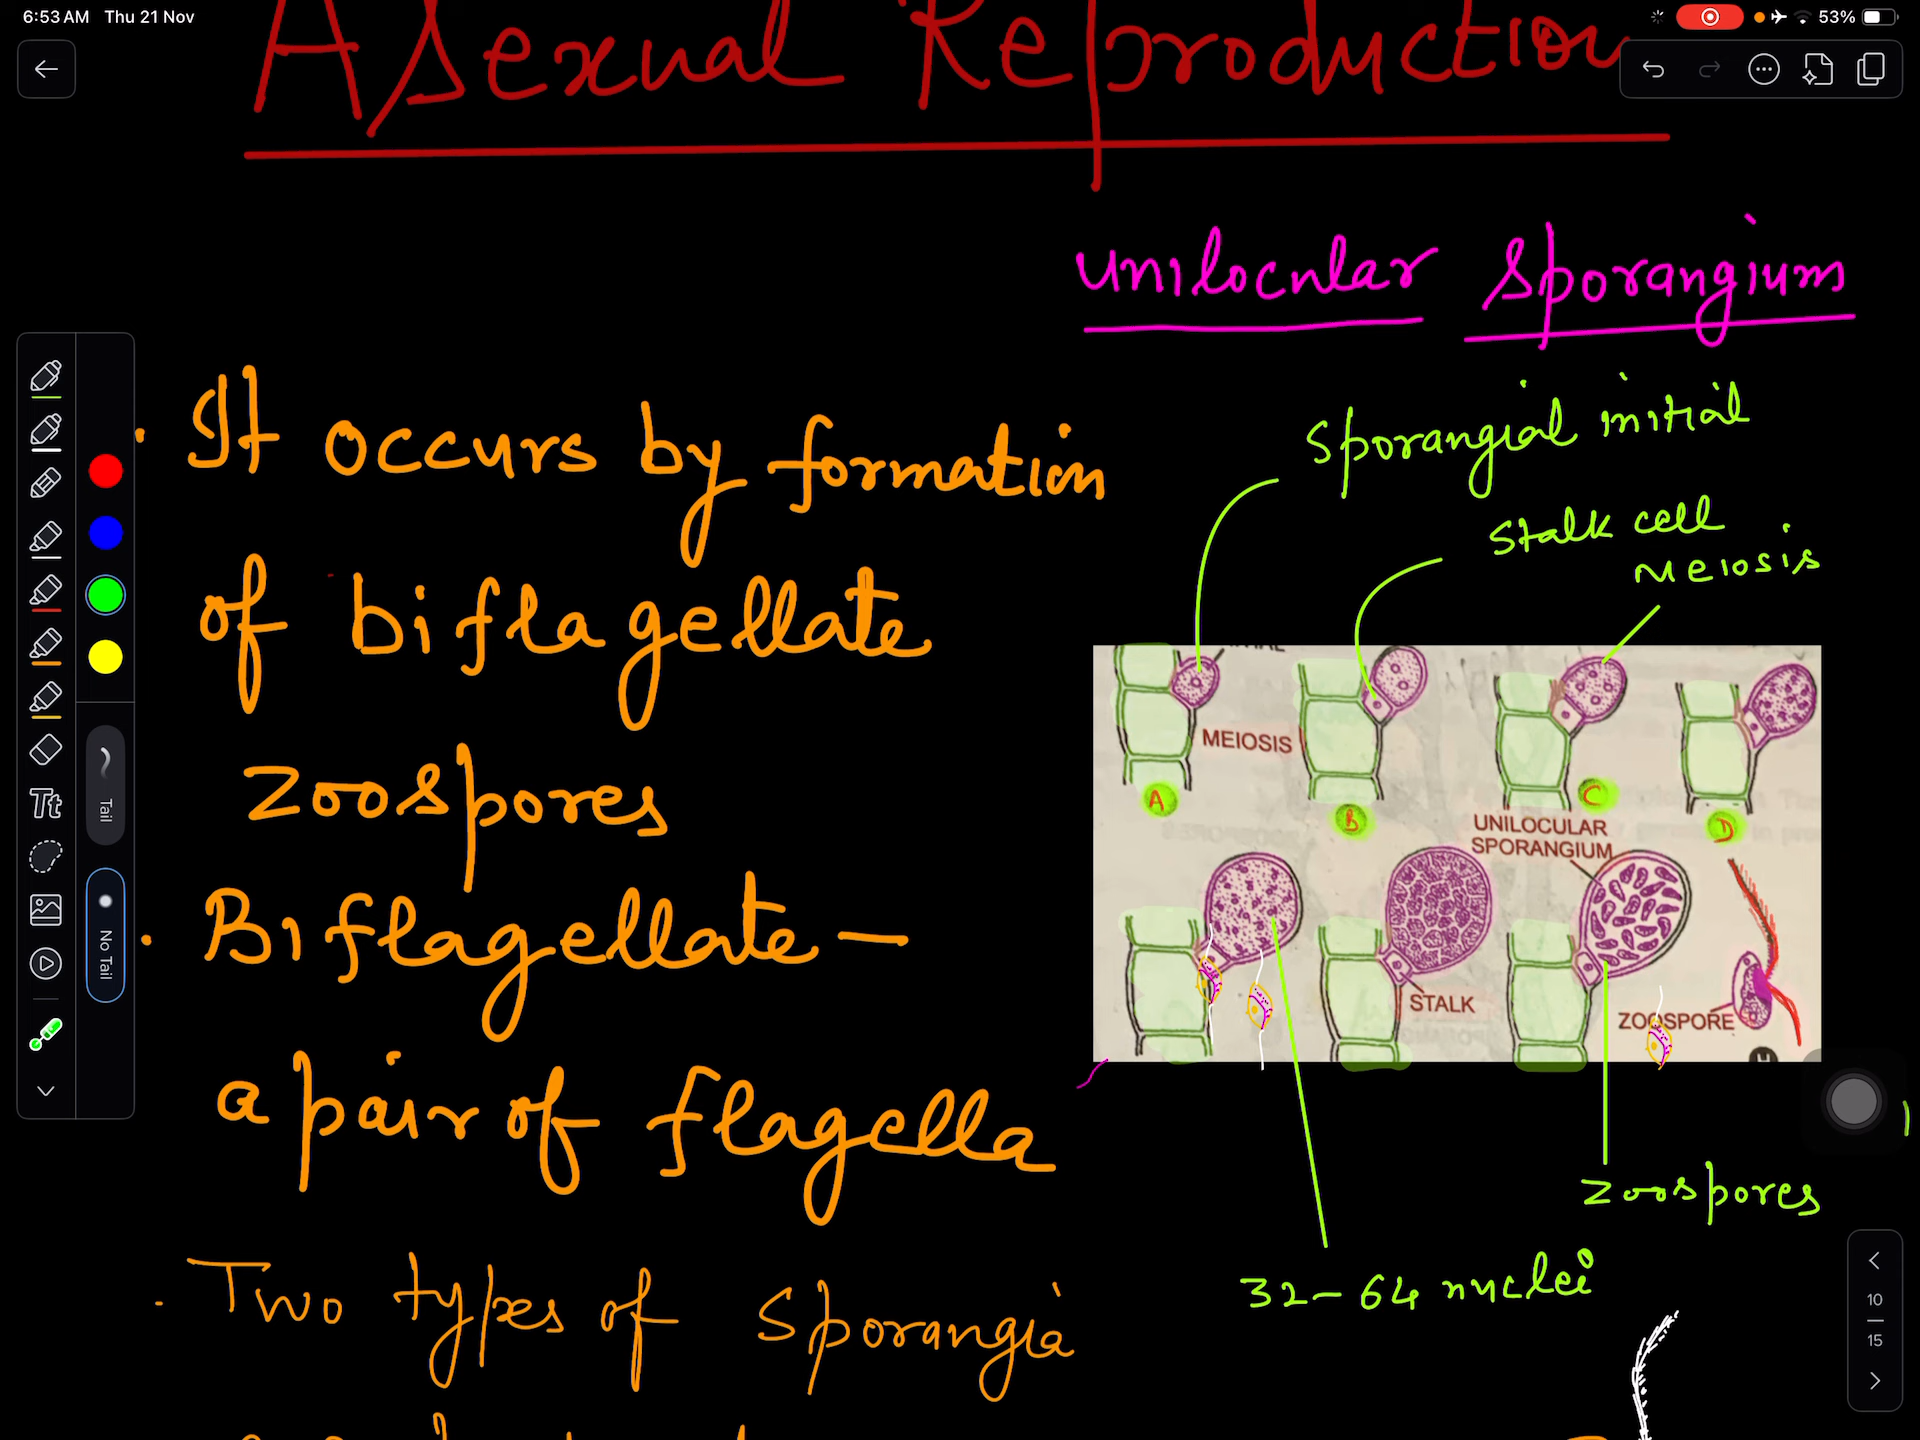 6:53 AM Thu 21 Nov
53%
Asexual Reproduction
Unilocular Sporangium
It occurs by formation
of biflagellate
zoospores
Biflagellate —
a pair of flagella
Two types of sporangia
Sporangial initial
Stalk cell
Meiosis
MEIOSIS
A
B
C
D
UNILOCULAR
SPORANGIUM
STALK
ZOOSPORE
zoospores
32-64 nuclei
Tt
Tail
No Tail
10
15